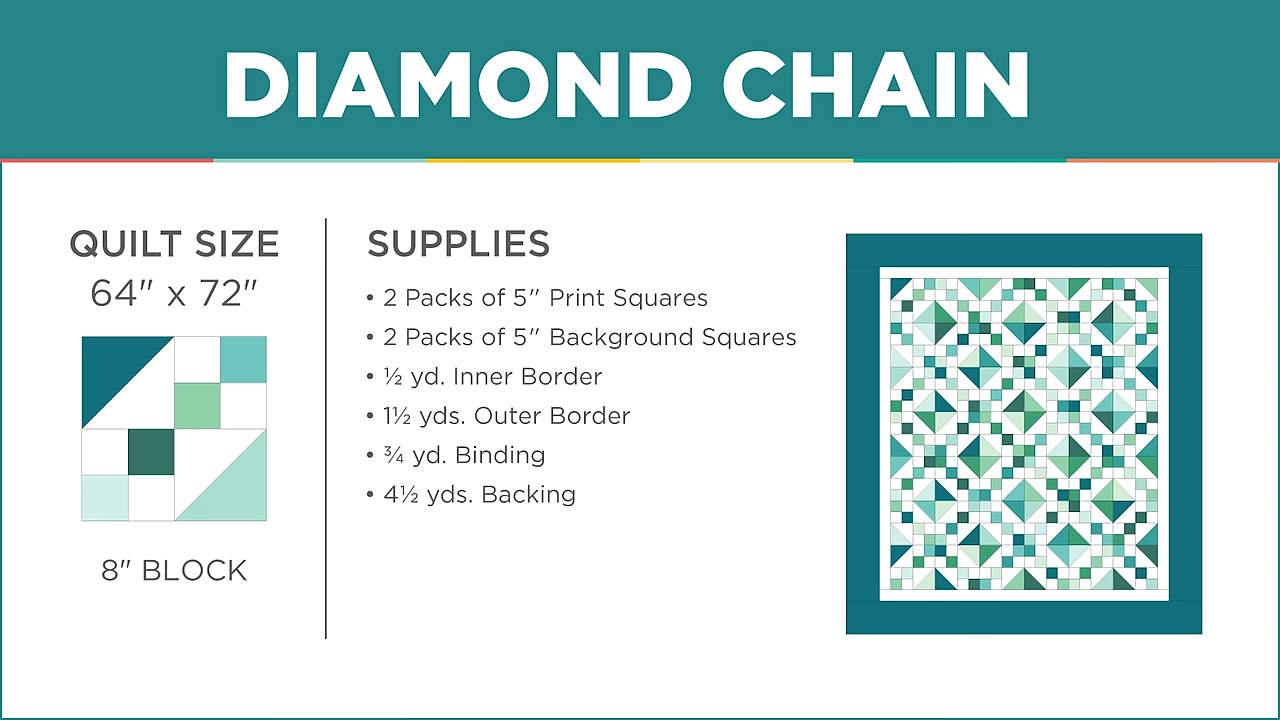 DIAMOND CHAIN
QUILT SIZE
64" x 72"
8" BLOCK
SUPPLIES
• 2 Packs of 5" Print Squares
• 2 Packs of 5" Background Squares
• ½ yd. Inner Border
• 1½ yds. Outer Border
• ¾ yd. Binding
• 4½ yds. Backing